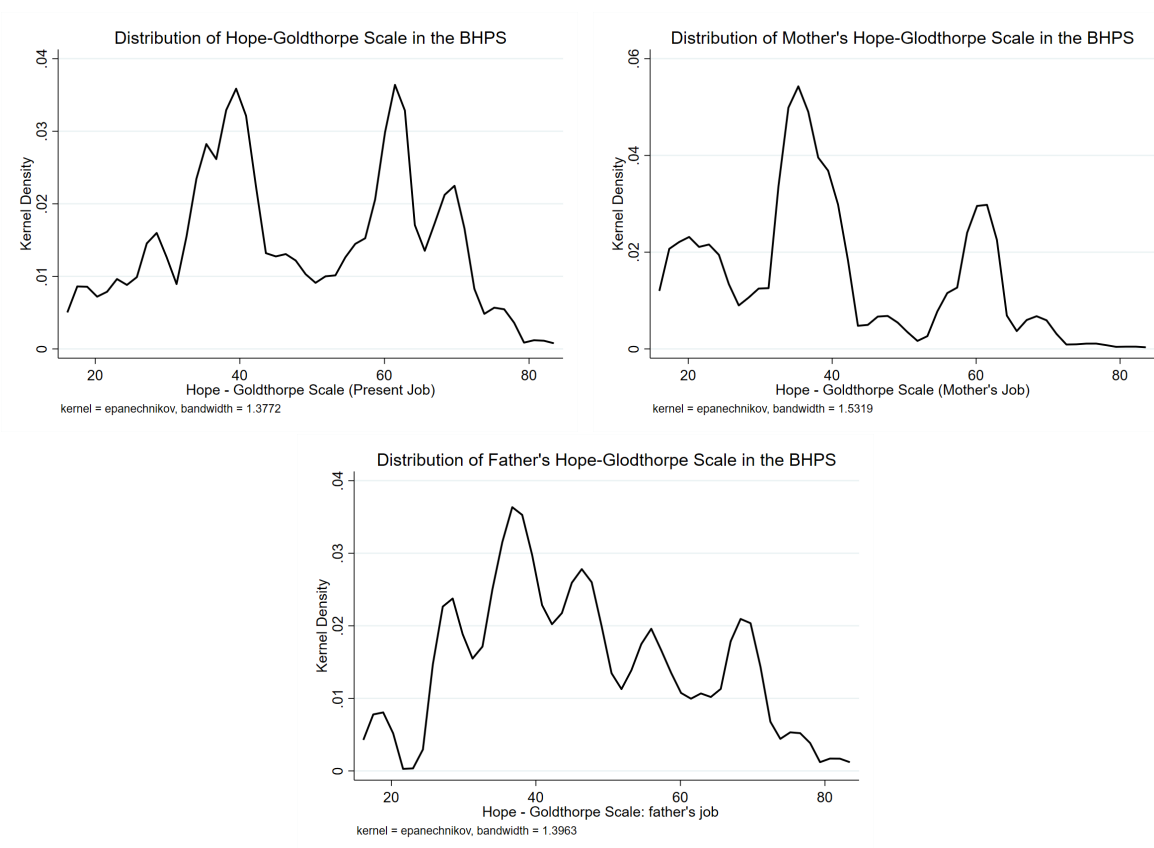 Distribution of Hope-Goldthorpe Scale in the BHPS
Kernel Density
0
.01
.02
.03
.04
20 40 60 80
Hope - Goldthorpe Scale (Present Job)
kernel = epanechnikov, bandwidth = 1.3772
Distribution of Mother's Hope-Glodthorpe Scale in the BHPS
Kernel Density
0
.02
.04
.06
20 40 60 80
Hope - Goldthorpe Scale (Mother's Job)
kernel = epanechnikov, bandwidth = 1.5319
Distribution of Father's Hope-Glodthorpe Scale in the BHPS
Kernel Density
0
.01
.02
.03
.04
20 40 60 80
Hope - Goldthorpe Scale: father's job
kernel = epanechnikov, bandwidth = 1.3963